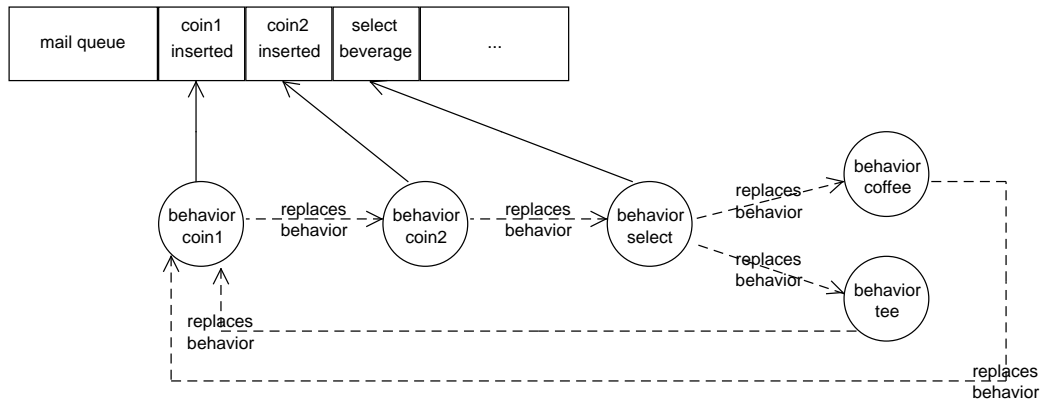 mail queue
coin1
inserted
coin2
inserted
select
beverage
...
behavior
coin1
replaces
behavior
behavior
coin2
replaces
behavior
behavior
select
replaces
behavior
behavior
coffee
replaces
behavior
behavior
tee
replaces
behavior
replaces
behavior